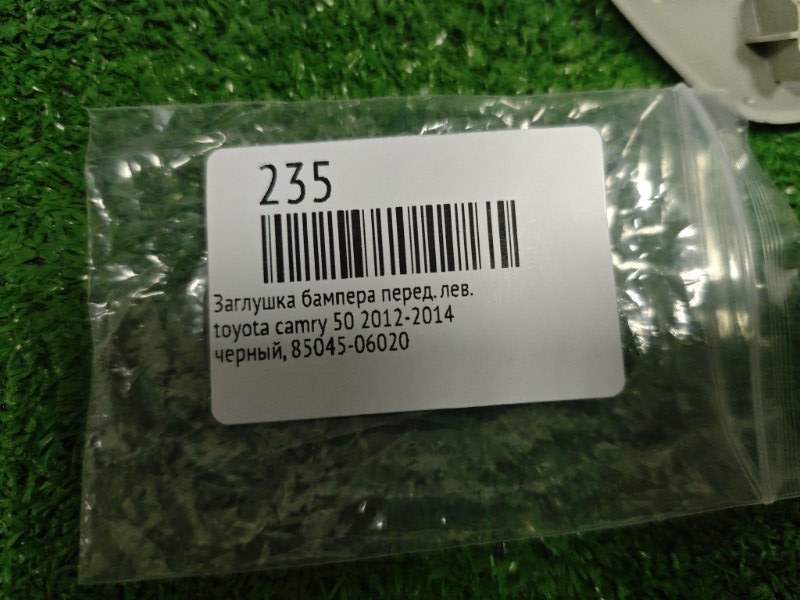 235
Заглушка бампера перед. лев.
toyota camry 50 2012-2014
черный, 85045-06020